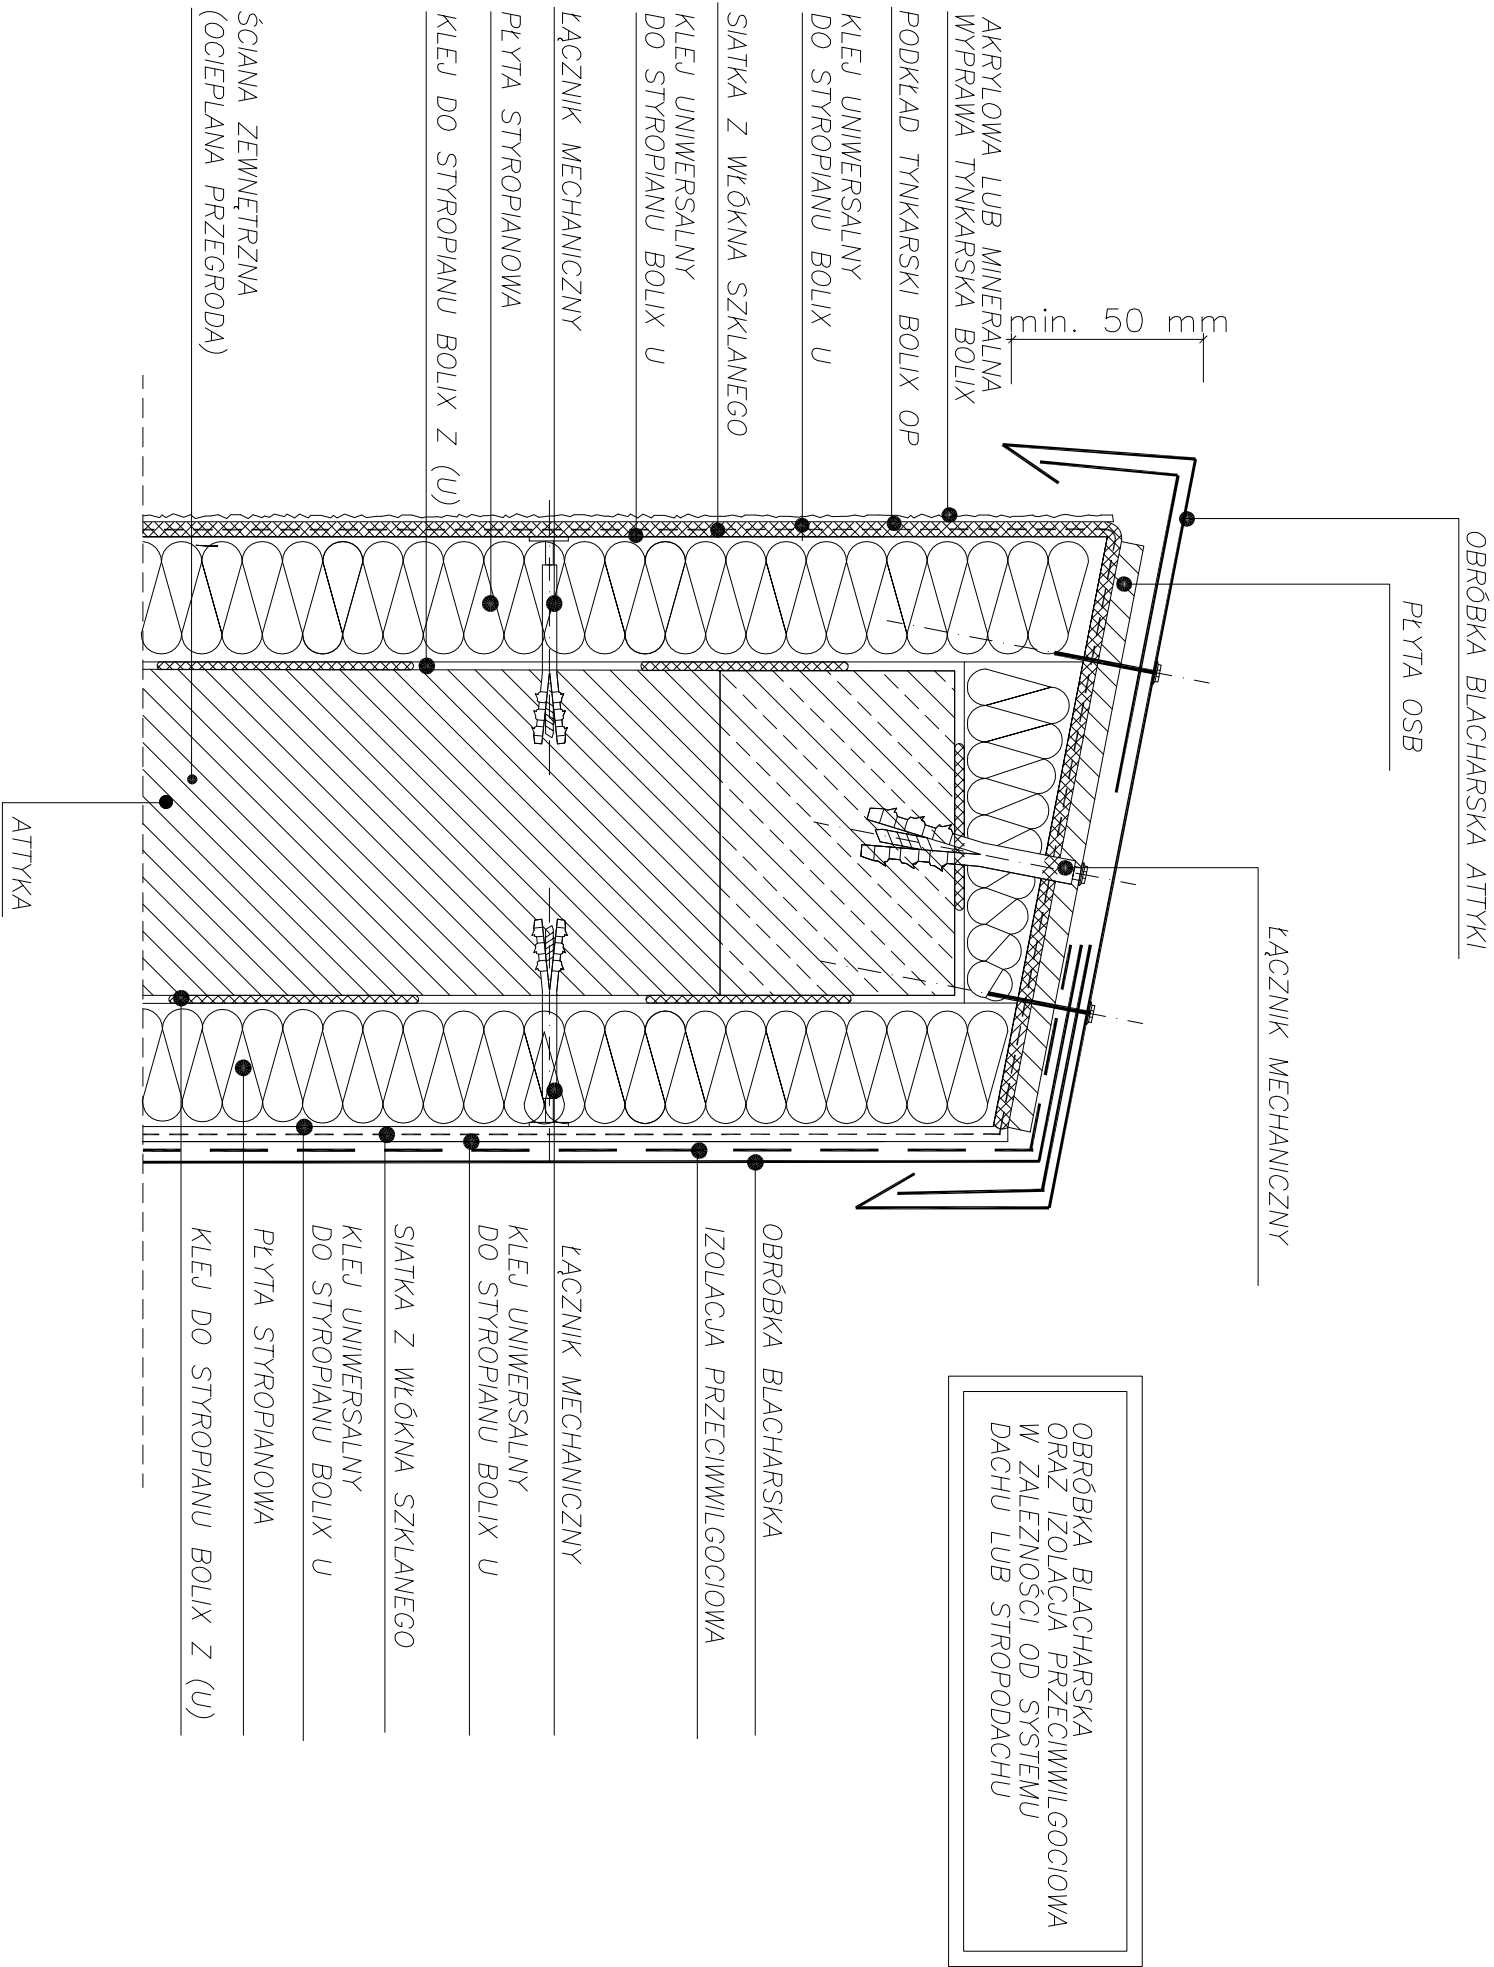 OBRÓBKA BLACHARSKA ATTYKI
PŁYTA OSB
ŁĄCZNIK MECHANICZNY
min. 50 mm
AKRYLOWA LUB MINERALNA
WYPRAWA TYNKARSKA BOLIX
PODKŁAD TYNKARSKI BOLIX OP
KLEJ UNIWERSALNY
DO STYROPIANU BOLIX U
SIATKA Z WŁÓKNA SZKLANEGO
KLEJ UNIWERSALNY
DO STYROPIANU BOLIX U
ŁĄCZNIK MECHANICZNY
PŁYTA STYROPIANOWA
KLEJ DO STYROPIANU BOLIX Z (U)
ŚCIANA ZEWNĘTRZNA
(OCIEPLANA PRZEGRODA)
ATTYKA
OBRÓBKA BLACHARSKA
ORAZ IZOLACJA PRZECIWWILGOCIOWA
W ZALEZNOŚCI OD SYSTEMU
DACHU LUB STROPODACHU
OBRÓBKA BLACHARSKA
IZOLACJA PRZECIWWILGOCIOWA
ŁĄCZNIK MECHANICZNY
KLEJ UNIWERSALNY
DO STYROPIANU BOLIX U
SIATKA Z WŁÓKNA SZKLANEGO
KLEJ UNIWERSALNY
DO STYROPIANU BOLIX U
PŁYTA STYROPIANOWA
KLEJ DO STYROPIANU BOLIX Z (U)